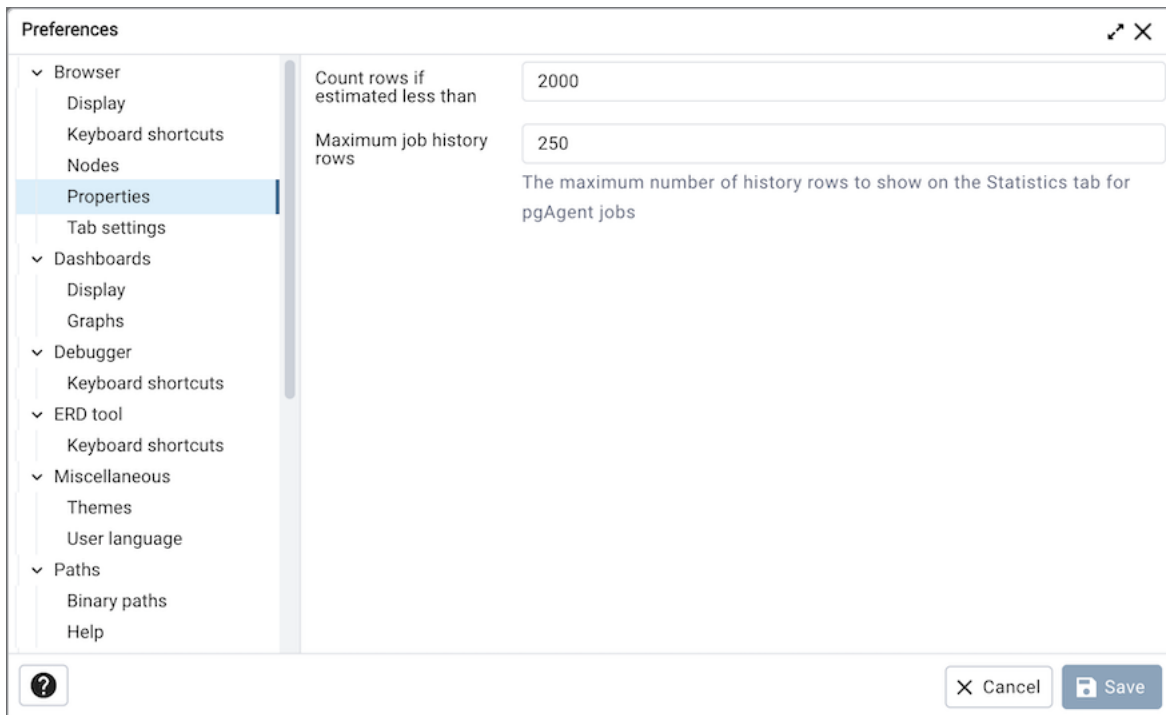 Preferences
Browser
Display
Keyboard shortcuts
Nodes
Properties
Tab settings
Dashboards
Display
Graphs
Debugger
Keyboard shortcuts
ERD tool
Keyboard shortcuts
Miscellaneous
Themes
User language
Paths
Binary paths
Help
Count rows if
estimated less than
2000
Maximum job history
rows
250
The maximum number of history rows to show on the Statistics tab for
pgAgent jobs
?
Cancel
Save